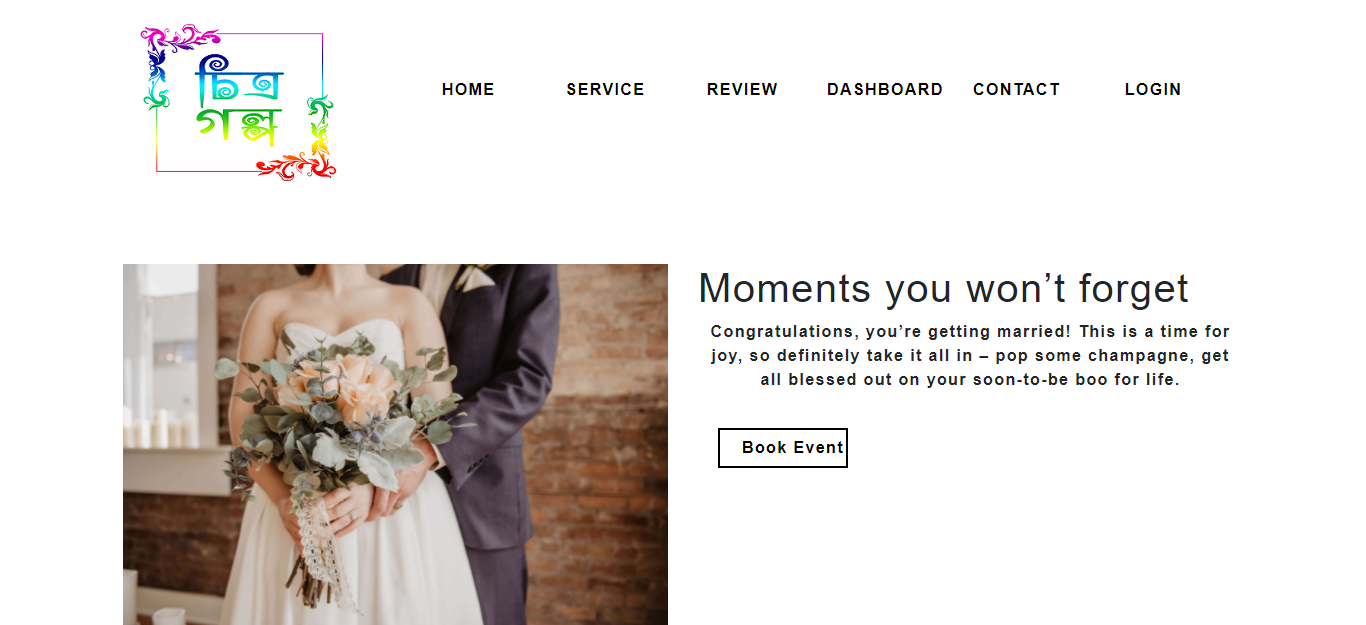 চিত্র
গল্প
HOME SERVICE REVIEW DASHBOARD CONTACT LOGIN
Moments you won’t forget
Congratulations, you’re getting married! This is a time for
joy, so definitely take it all in – pop some champagne, get
all blessed out on your soon-to-be boo for life.
Book Event